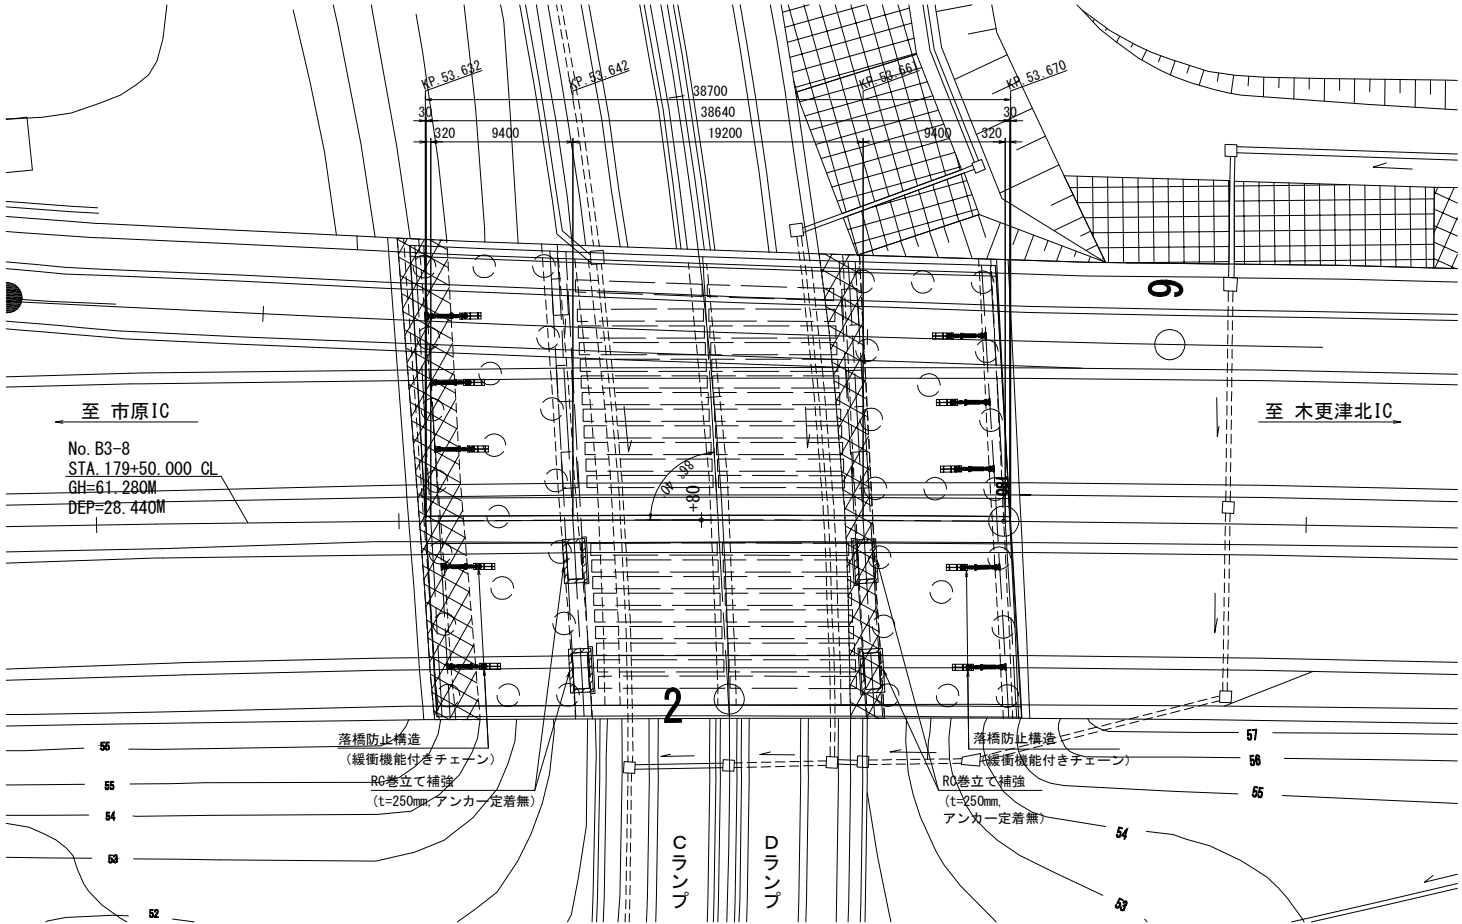 KP.53.632
KP.53.642
KP.53.661
KP.53.670
38700
30
38640
30
320
9400
19200
9400
320
9
至 市原IC
至 木更津北IC
No.B3-8
STA.179+50.000 CL
GH=61.280M
DEP=28.440M
86° 40'
+80
180
2
落橋防止構造
(緩衝機能付きチェーン)
RC巻立て補強
(t=250mm,アンカー定着無)
落橋防止構造
(緩衝機能付きチェーン)
RC巻立て補強
(t=250mm,
アンカー定着無)
56
55
54
53
52
57
56
55
54
53
Cランプ
Dランプ